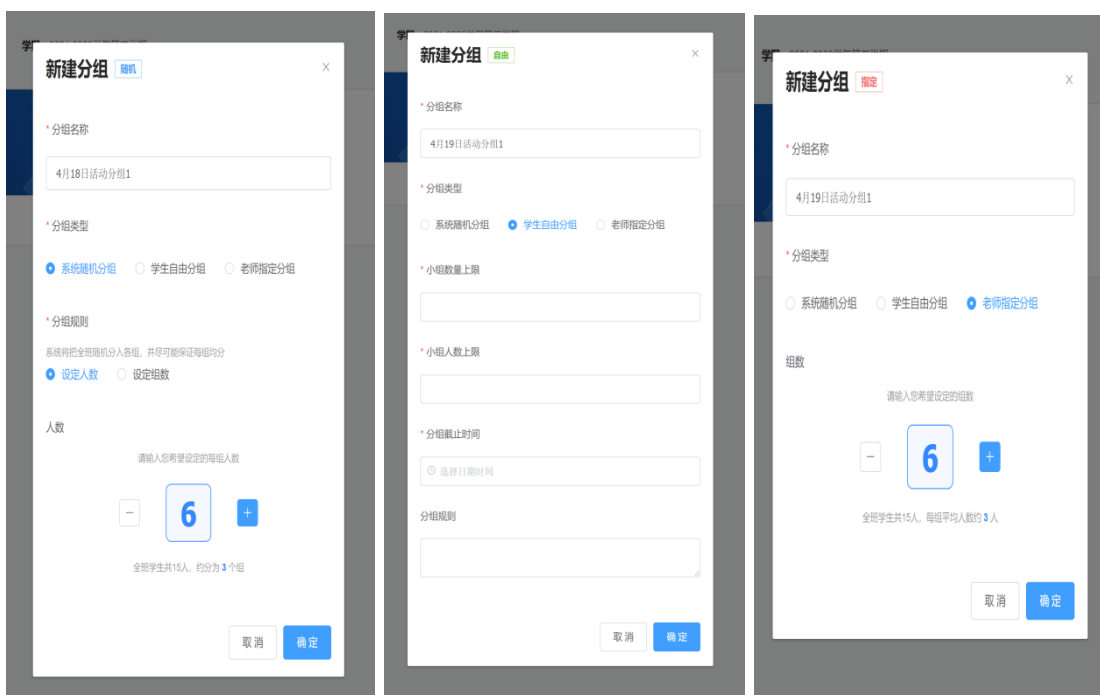 学
新建分组 随机
×
* 分组名称
4月18日活动分组1
* 分组类型
系统随机分组 学生自由分组 老师指定分组
* 分组规则
系统将把全班随机分入各组，并尽可能保证每组均分
设定人数 设定组数
人数
请输入您希望设定的每组人数
− 6 +
全班学生共15人，约分为 3 个组
取消 确定
学
新建分组 自由
×
* 分组名称
4月19日活动分组1
* 分组类型
系统随机分组 学生自由分组 老师指定分组
* 小组数量上限
* 小组人数上限
* 分组截止时间
选择日期时间
分组规则
取消 确定
学
新建分组 指定
×
* 分组名称
4月19日活动分组1
* 分组类型
系统随机分组 学生自由分组 老师指定分组
组数
请输入您希望设定的组数
− 6 +
全班学生共15人，每组平均人数约 3 人
取消 确定